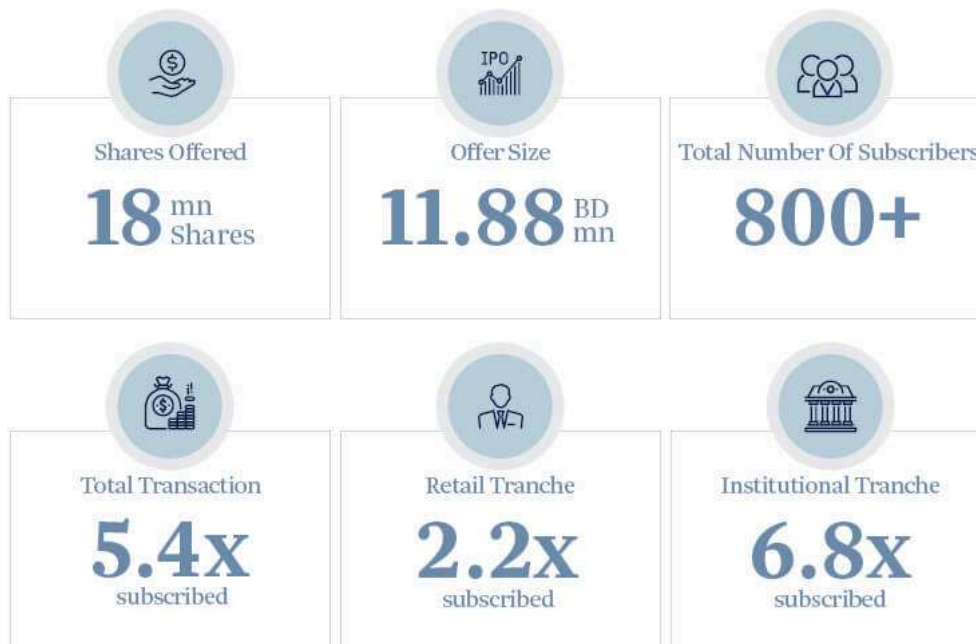 IPO
Shares Offered
18 mn Shares
Offer Size
11.88 BD mn
Total Number Of Subscribers
800+
Total Transaction
5.4x
subscribed
Retail Tranche
2.2x
subscribed
Institutional Tranche
6.8x
subscribed